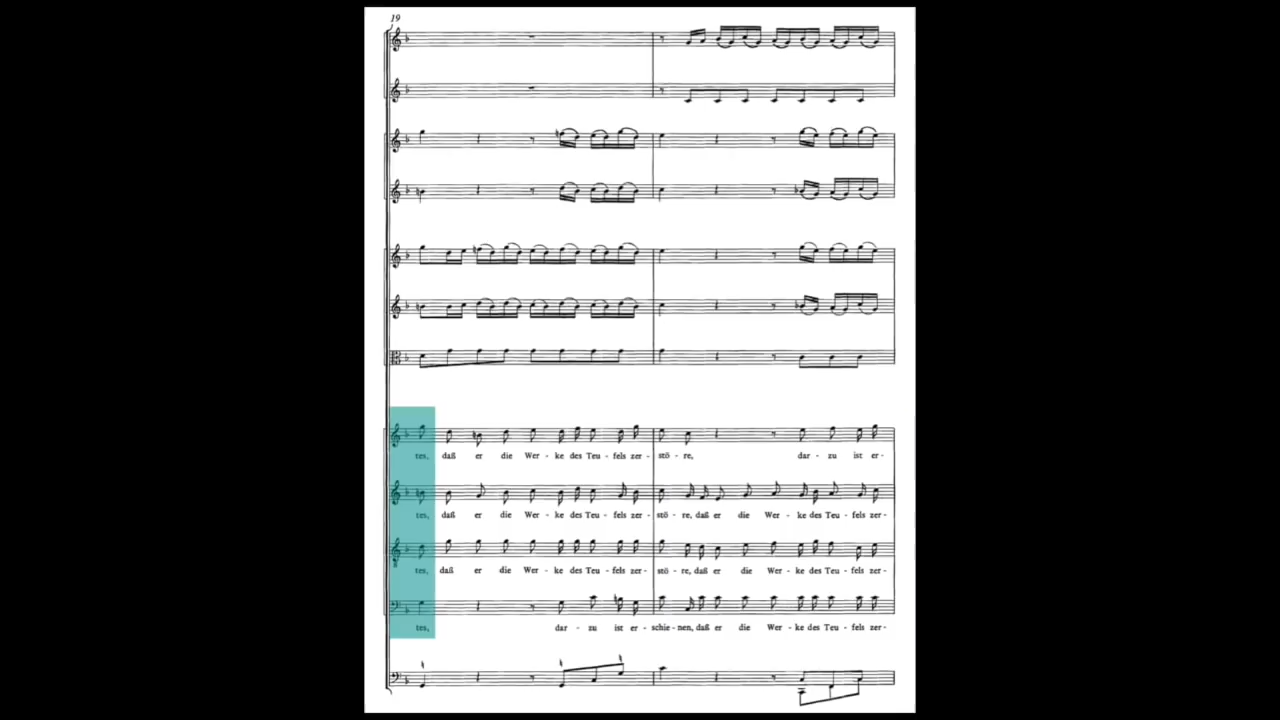 19
tes, daß er die Wer - ke des Teu - fels zer - stö - re, dar - zu ist er-
tes, daß er die Wer - ke des Teu - fels zer - stö - re, daß er die Wer - ke des Teu - fels zer-
tes, daß er die Wer - ke des Teu - fels zer - stö - re, daß er die Wer - ke des Teu - fels zer-
tes, dar - zu ist er - schie - nen, daß er die Wer - ke des Teu - fels zer-